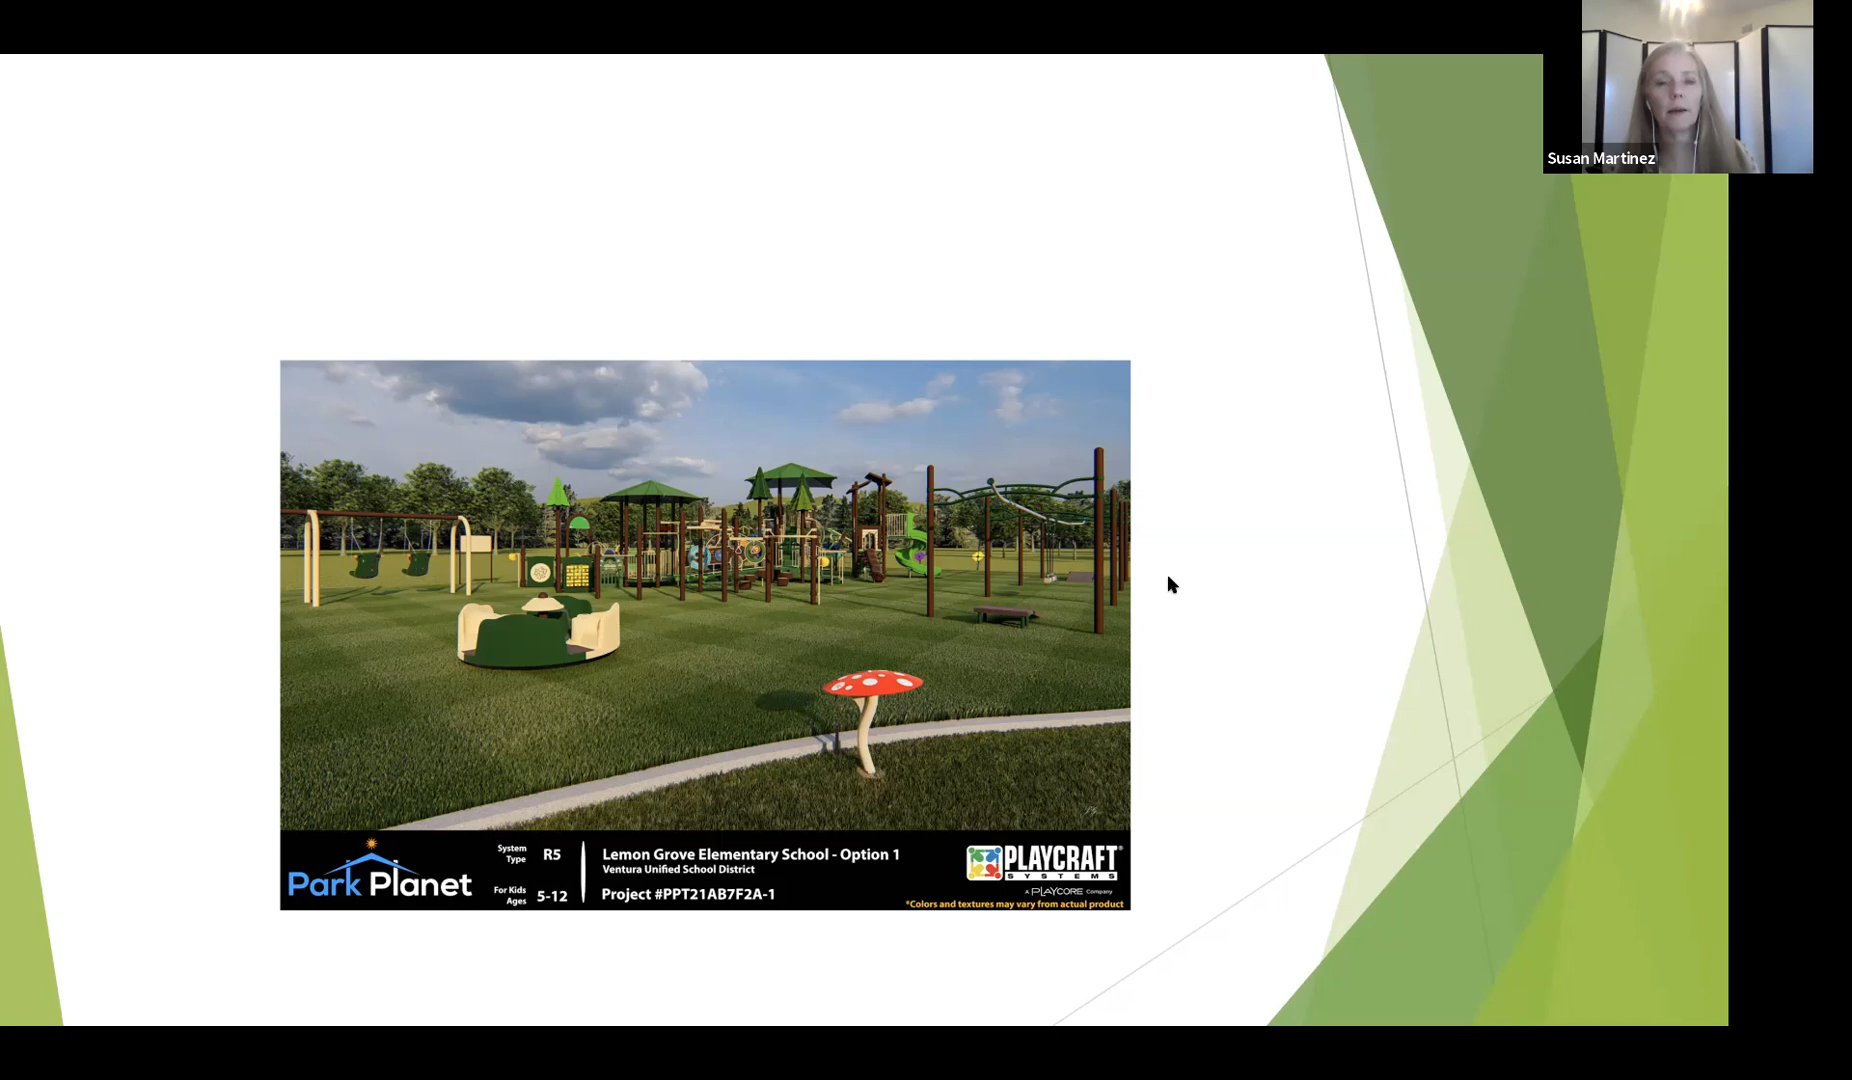 Susan Martinez
Park Planet
System
Type
R5
For Kids
Ages
5-12
Lemon Grove Elementary School - Option 1
Ventura Unified School District
Project #PPT21AB7F2A-1
PLAYCRAFT®
SYSTEMS
A PLAYCORE Company
*Colors and textures may vary from actual product